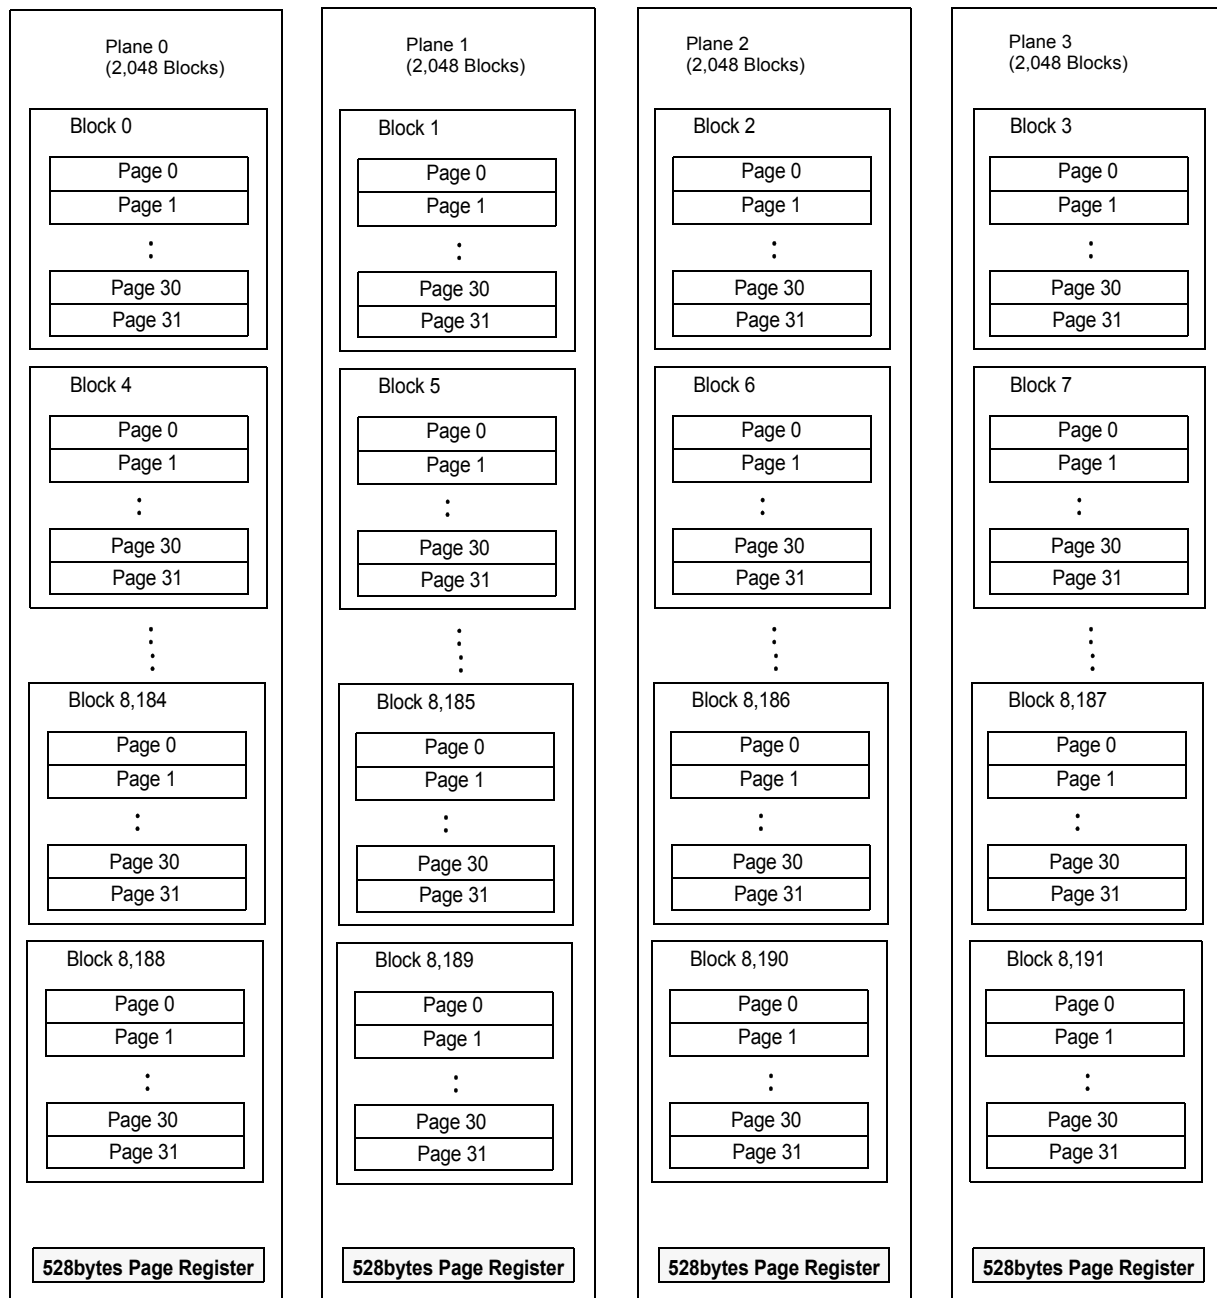 Plane 0
(2,048 Blocks)
Block 0
Page 0
Page 1
Page 30
Page 31
Block 4
Page 0
Page 1
Page 30
Page 31
Block 8,184
Page 0
Page 1
Page 30
Page 31
Block 8,188
Page 0
Page 1
Page 30
Page 31
528bytes Page Register
Plane 1
(2,048 Blocks)
Block 1
Page 0
Page 1
Page 30
Page 31
Block 5
Page 0
Page 1
Page 30
Page 31
Block 8,185
Page 0
Page 1
Page 30
Page 31
Block 8,189
Page 0
Page 1
Page 30
Page 31
528bytes Page Register
Plane 2
(2,048 Blocks)
Block 2
Page 0
Page 1
Page 30
Page 31
Block 6
Page 0
Page 1
Page 30
Page 31
Block 8,186
Page 0
Page 1
Page 30
Page 31
Block 8,190
Page 0
Page 1
Page 30
Page 31
528bytes Page Register
Plane 3
(2,048 Blocks)
Block 3
Page 0
Page 1
Page 30
Page 31
Block 7
Page 0
Page 1
Page 30
Page 31
Block 8,187
Page 0
Page 1
Page 30
Page 31
Block 8,191
Page 0
Page 1
Page 30
Page 31
528bytes Page Register